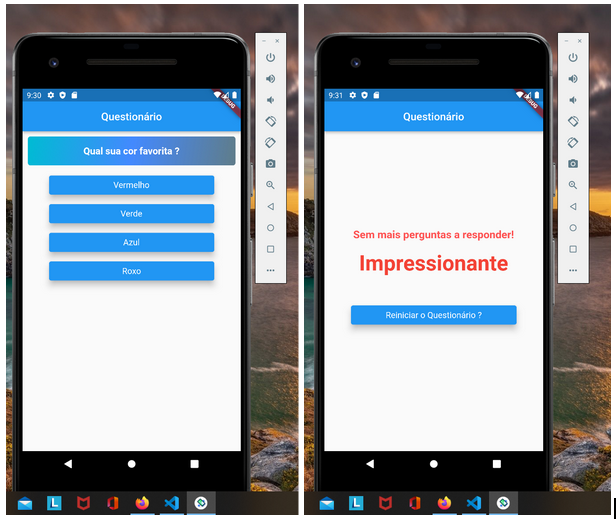 9:30
DEBUG
Questionário
Qual sua cor favorita ?
Vermelho
Verde
Azul
Roxo
9:31
DEBUG
Questionário
Sem mais perguntas a responder!
Impressionante
Reiniciar o Questionário ?